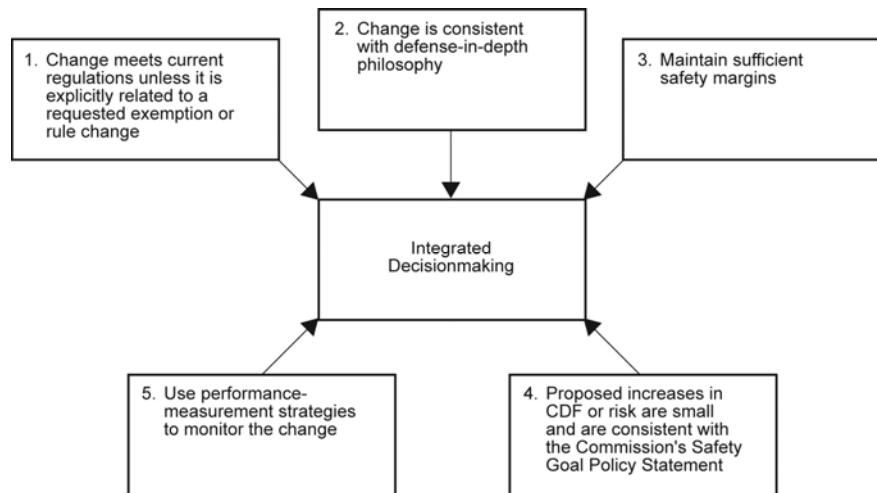 1. Change meets current
regulations unless it is
explicitly related to a
requested exemption or
rule change
2. Change is consistent
with defense-in-depth
philosophy
3. Maintain sufficient
safety margins
Integrated
Decisionmaking
5. Use performance-
measurement strategies
to monitor the change
4. Proposed increases in
CDF or risk are small
and are consistent with
the Commission's Safety
Goal Policy Statement